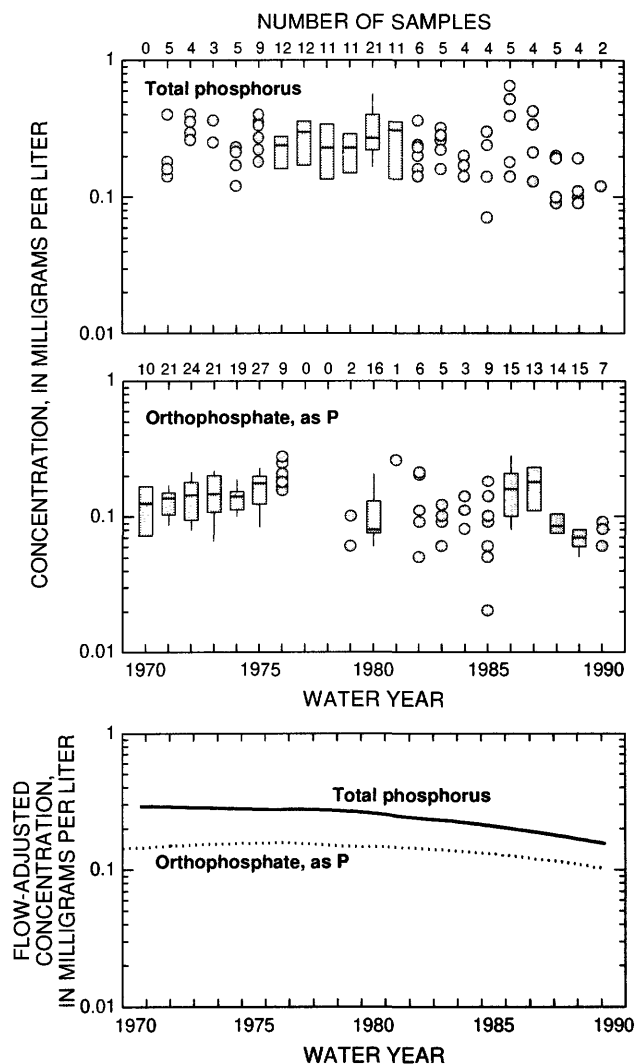 NUMBER OF SAMPLES
0 5 4 3 5 9 12 12 11 11 21 11 6 5 4 4 5 4 5 4 2
1
Total phosphorus
0.1
0.01
CONCENTRATION, IN MILLIGRAMS PER LITER
10 21 24 21 19 27 9 0 0 2 16 1 6 5 3 9 15 13 14 15 7
1
Orthophosphate, as P
0.1
0.01
1970 1975 1980 1985 1990
WATER YEAR
1
Total phosphorus
0.1
Orthophosphate, as P
0.01
FLOW-ADJUSTED
CONCENTRATION,
IN MILLIGRAMS PER LITER
1970 1975 1980 1985 1990
WATER YEAR